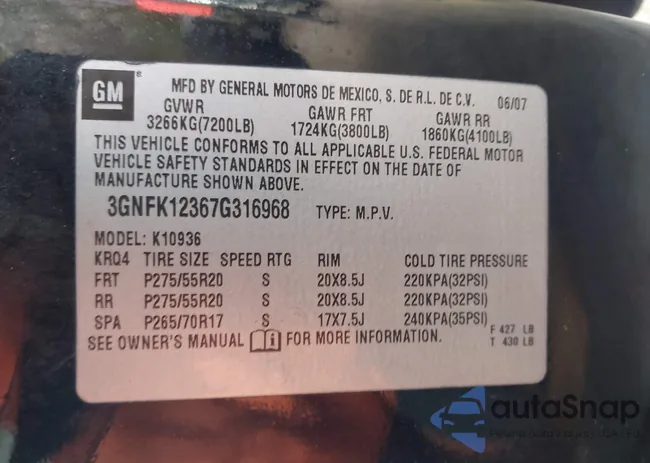 GM
MFD BY GENERAL MOTORS DE MEXICO, S. DE R.L. DE C.V. 06/07
GVWR GAWR FRT GAWR RR
3266KG(7200LB) 1724KG(3800LB) 1860KG(4100LB)
THIS VEHICLE CONFORMS TO ALL APPLICABLE U.S. FEDERAL MOTOR
VEHICLE SAFETY STANDARDS IN EFFECT ON THE DATE OF
MANUFACTURE SHOWN ABOVE.
3GNFK12367G316968 TYPE: M.P.V.
MODEL: K10936
KRQ4 TIRE SIZE SPEED RTG RIM COLD TIRE PRESSURE
FRT P275/55R20 S 20X8.5J 220KPA(32PSI)
RR P275/55R20 S 20X8.5J 220KPA(32PSI)
SPA P265/70R17 S 17X7.5J 240KPA(35PSI)
F 427 LB
T 430 LB
SEE OWNER'S MANUAL FOR MORE INFORMATION.
autaSnap